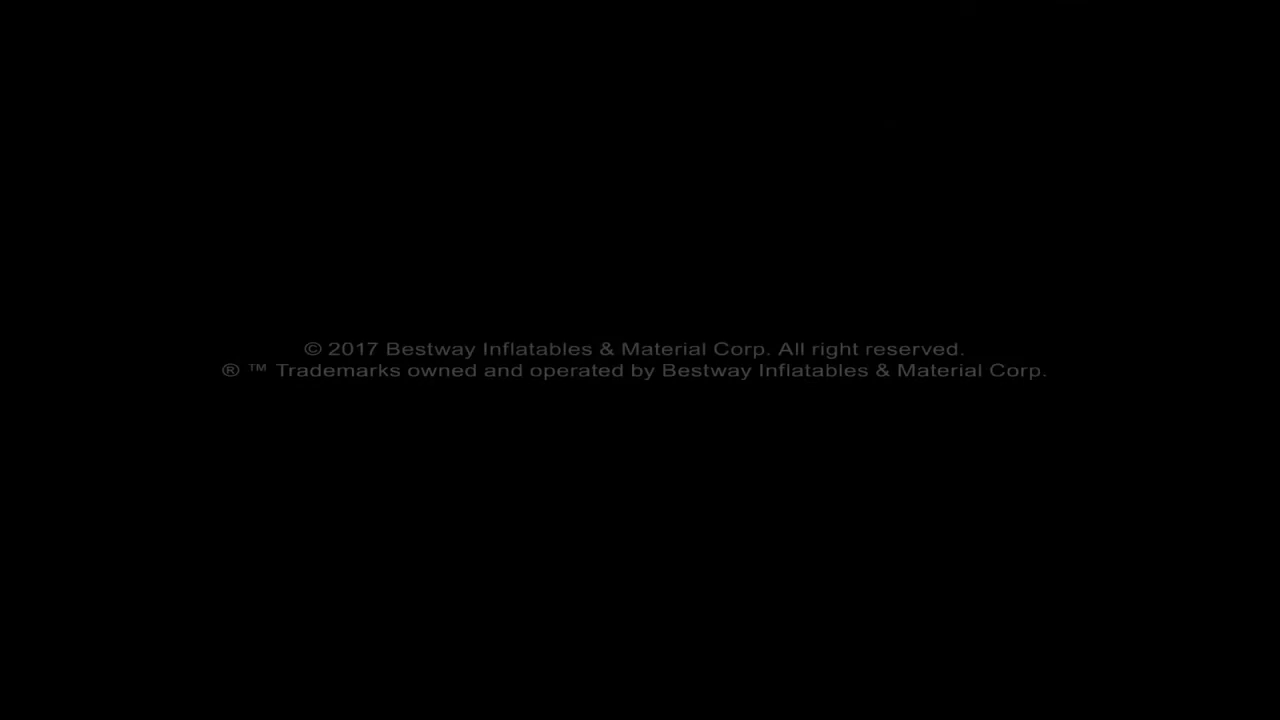 © 2017 Bestway Inflatables & Material Corp. All right reserved.
® ™ Trademarks owned and operated by Bestway Inflatables & Material Corp.